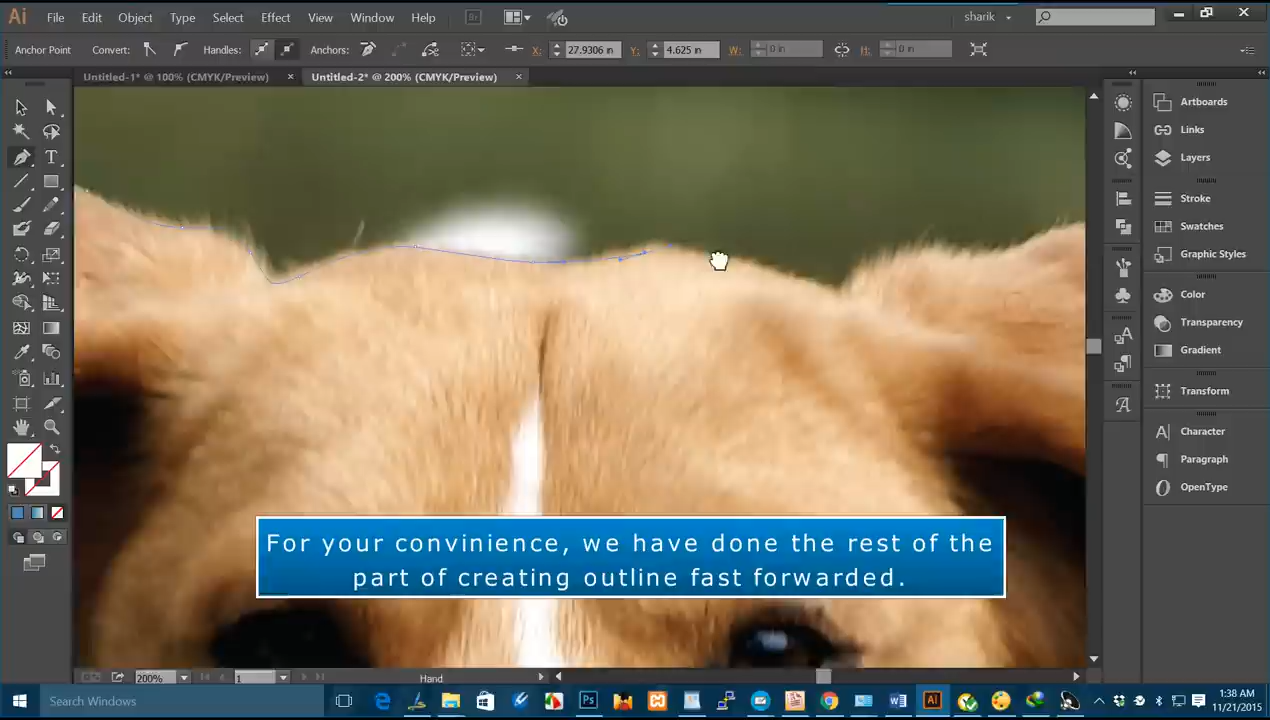 Ai File Edit Object Type Select Effect View Window Help Br sharik
Anchor Point Convert: Handles: Anchors: X: 27.9306 in Y: 4.625 in W: 0 in H: 0 in
Untitled-1* @ 100% (CMYK/Preview) × Untitled-2* @ 200% (CMYK/Preview) ×
Artboards
Links
Layers
Stroke
Swatches
Graphic Styles
Color
Transparency
Gradient
Transform
Character
Paragraph
OpenType
For your convinience, we have done the rest of the
part of creating outline fast forwarded.
200% 1 Hand
Search Windows
1:38 AM
11/21/2015